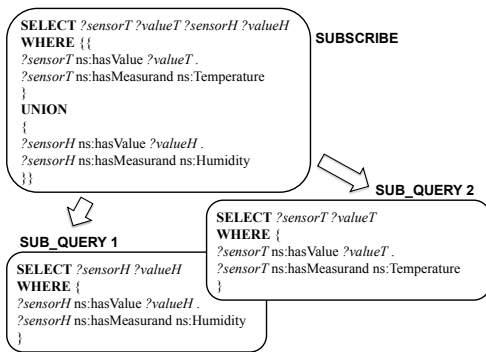 SELECT ?sensorT ?valueT ?sensorH ?valueH
WHERE {{
?sensorT ns:hasValue ?valueT .
?sensorT ns:hasMeasurand ns:Temperature
}
UNION
{
?sensorH ns:hasValue ?valueH .
?sensorH ns:hasMeasurand ns:Humidity
}}
SUBSCRIBE
SUB_QUERY 2
SELECT ?sensorT ?valueT
WHERE {
?sensorT ns:hasValue ?valueT .
?sensorT ns:hasMeasurand ns:Temperature
}
SUB_QUERY 1
SELECT ?sensorH ?valueH
WHERE {
?sensorH ns:hasValue ?valueH .
?sensorH ns:hasMeasurand ns:Humidity
}